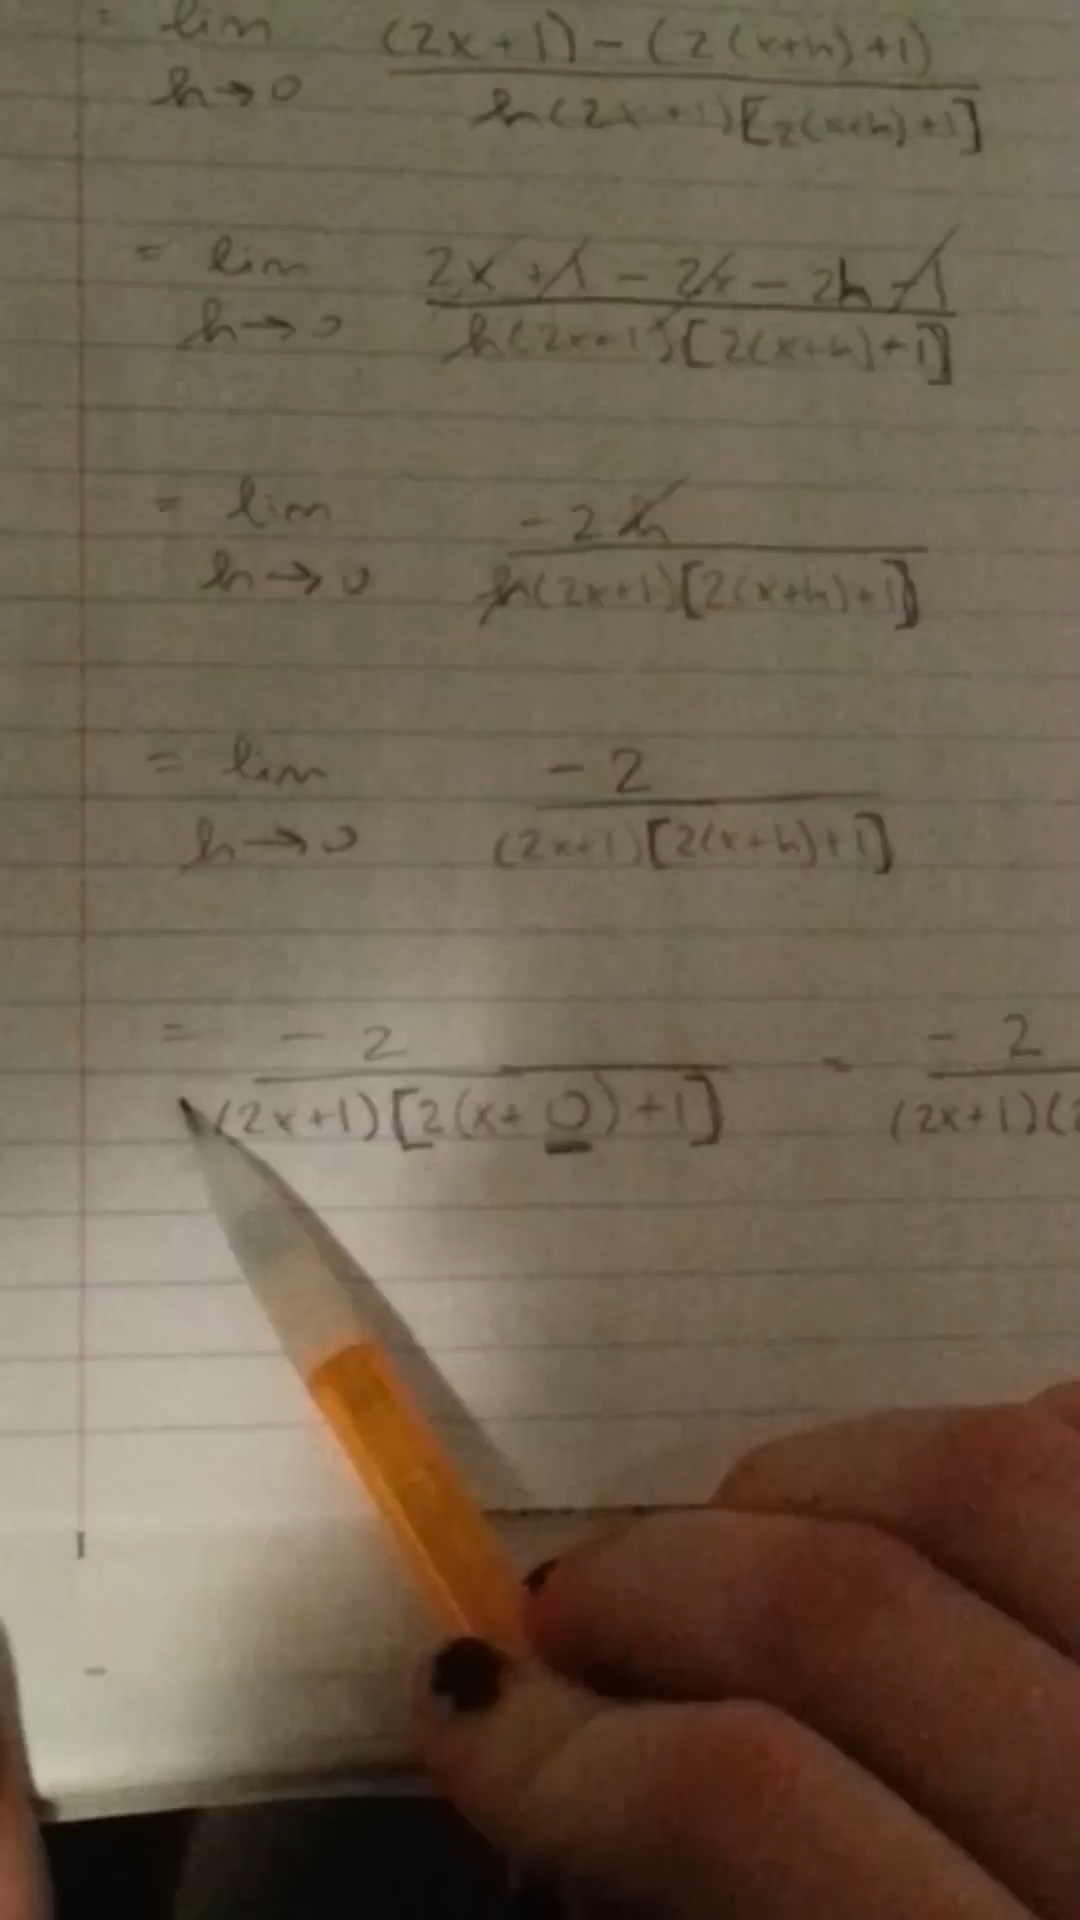 = lim (2x+1)-(2(x+h)+1)
h→0 h(2x+1)[2(x+h)+1]
= lim 2x+1-2x-2h-1
h→0 h(2x+1)[2(x+h)+1]
= lim -2h
h→0 h(2x+1)[2(x+h)+1]
= lim -2
h→0 (2x+1)[2(x+h)+1]
= -2 = -2
(2x+1)[2(x+0)+1] (2x+1)(2